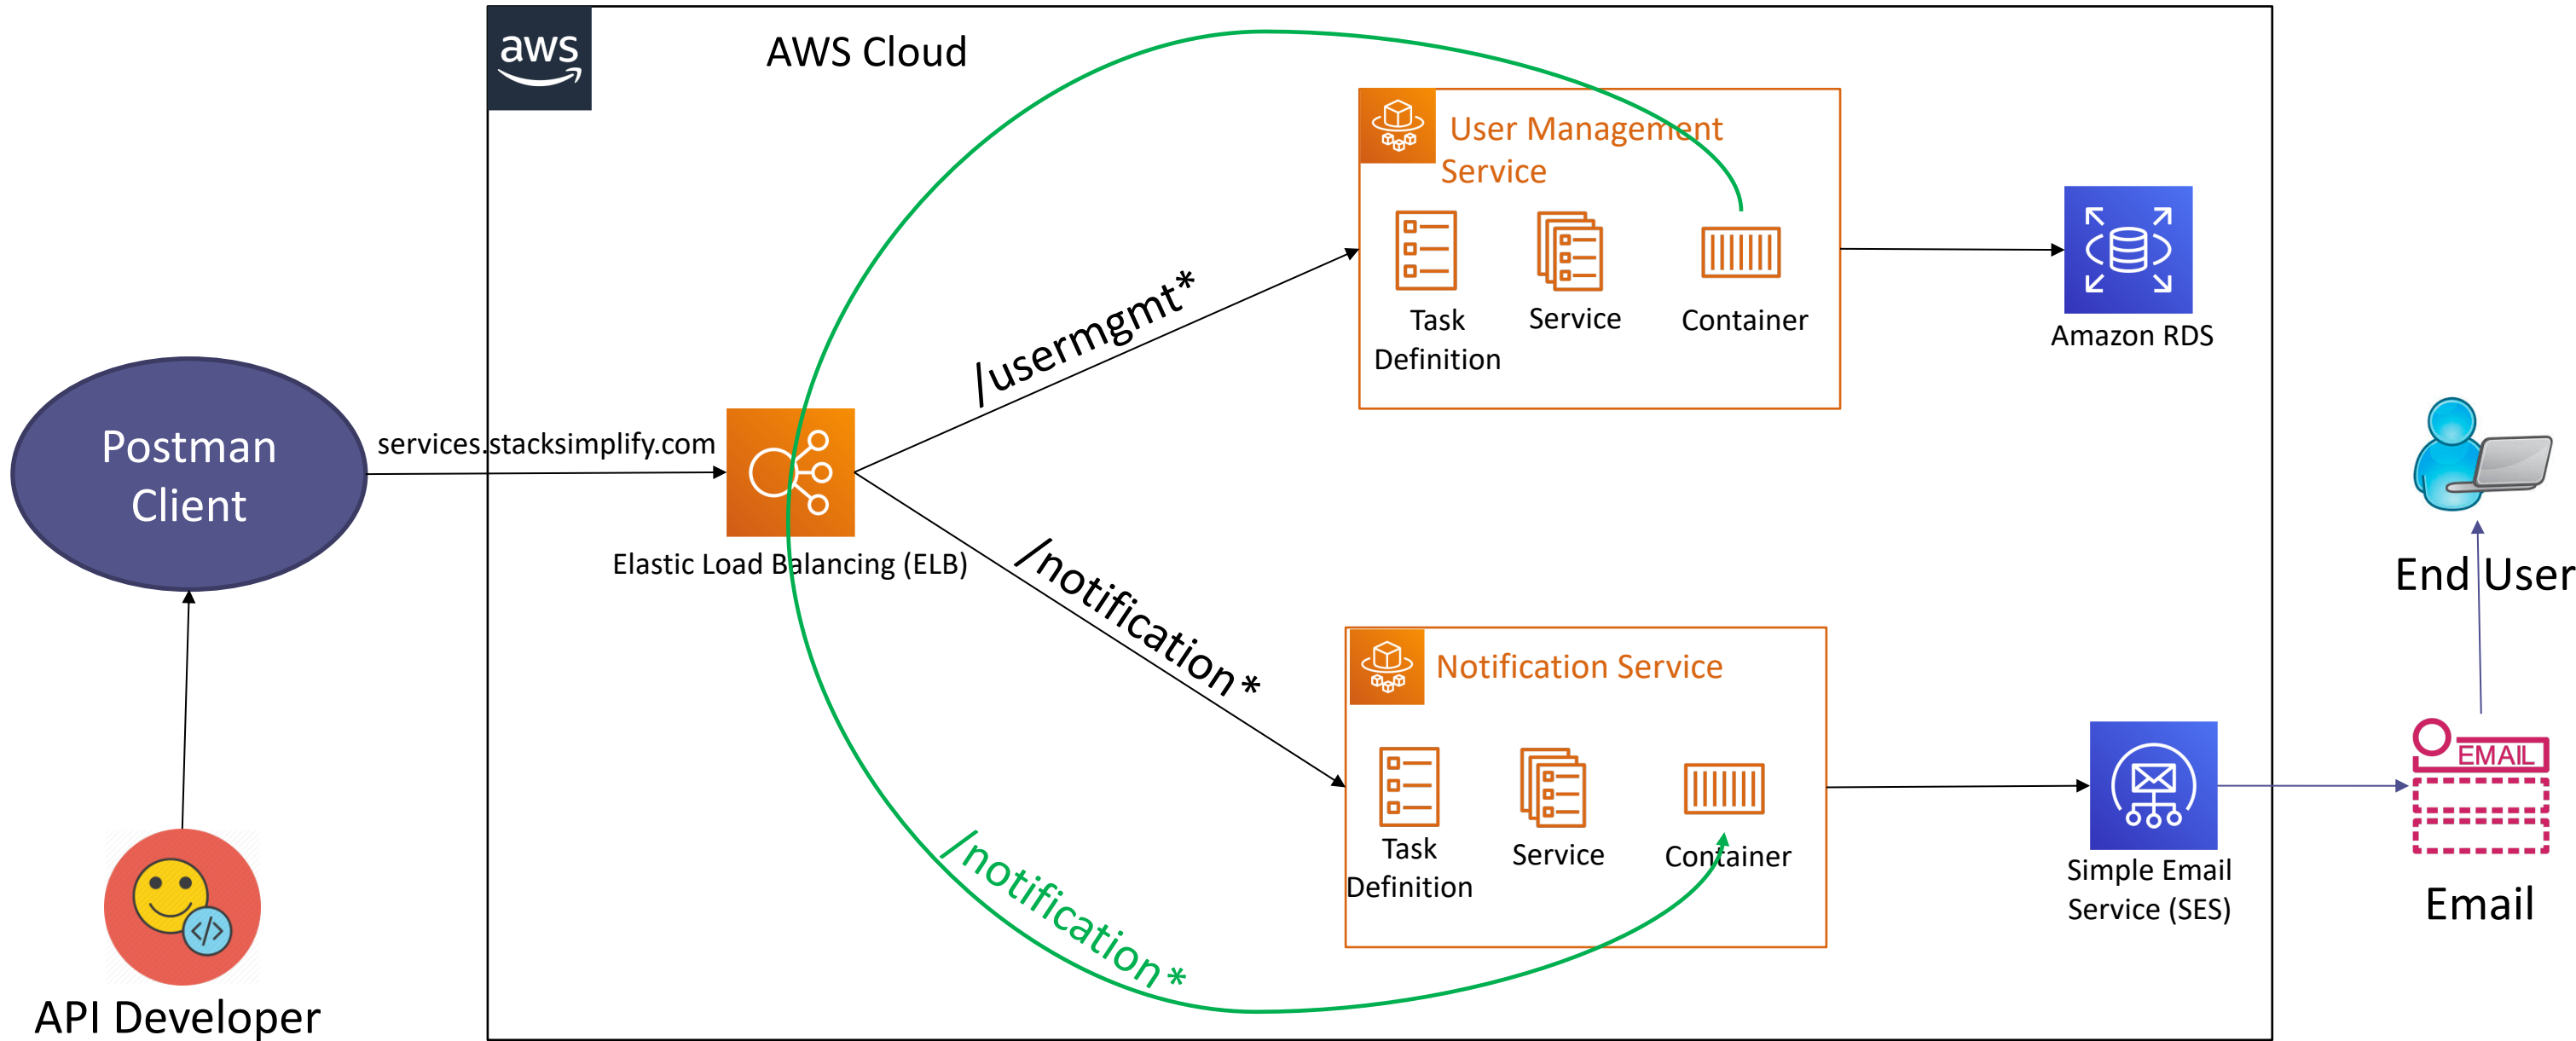 aws
AWS Cloud
User Management
Service
Task
Definition
Service
Container
Amazon RDS
/usermgmt*
Postman
Client
services.stacksimplify.com
Elastic Load Balancing (ELB)
/notification*
End User
Notification Service
Task
Definition
Service
Container
Simple Email
Service (SES)
EMAIL
Email
/notification*
API Developer